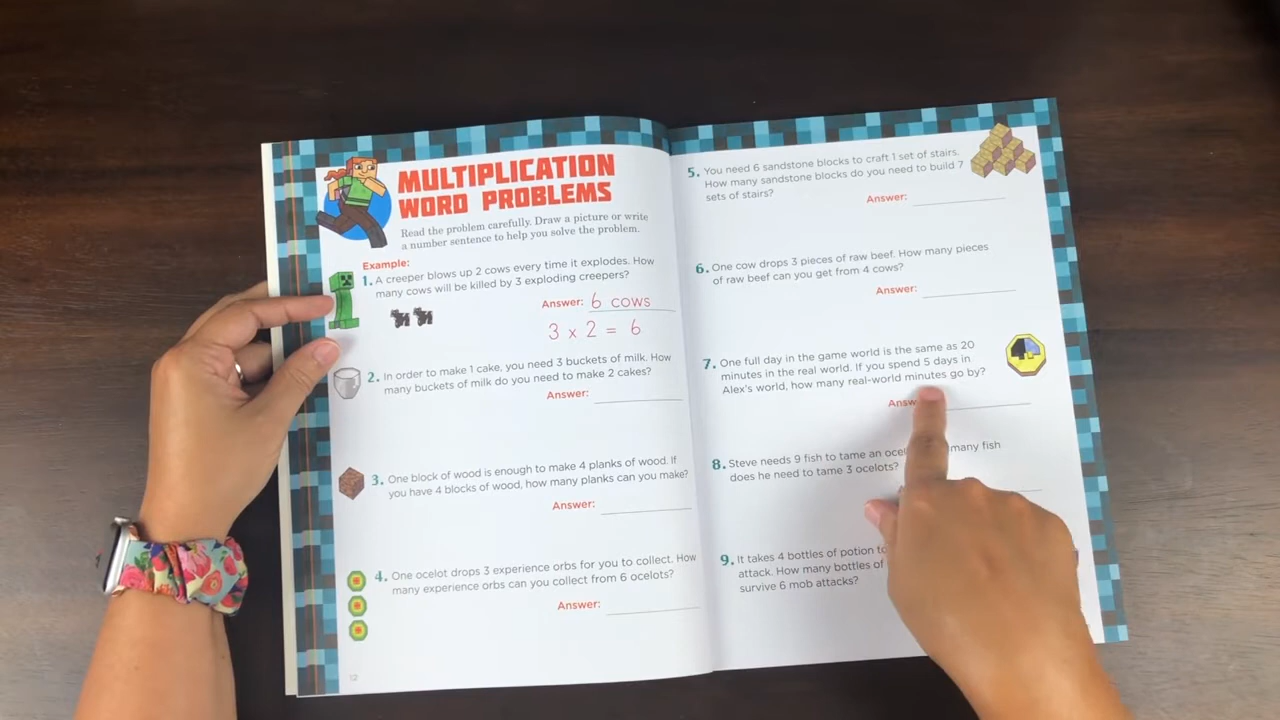 MULTIPLICATION
WORD PROBLEMS
Read the problem carefully. Draw a picture or write
a number sentence to help you solve the problem.
Example:
1. A creeper blows up 2 cows every time it explodes. How
many cows will be killed by 3 exploding creepers?
Answer: 6 cows
3 x 2 = 6
2. In order to make 1 cake, you need 3 buckets of milk. How
many buckets of milk do you need to make 2 cakes?
Answer:
3. One block of wood is enough to make 4 planks of wood. If
you have 4 blocks of wood, how many planks can you make?
Answer:
4. One ocelot drops 3 experience orbs for you to collect. How
many experience orbs can you collect from 6 ocelots?
Answer:
12
5. You need 6 sandstone blocks to craft 1 set of stairs.
How many sandstone blocks do you need to build 7
sets of stairs?
Answer:
6. One cow drops 3 pieces of raw beef. How many pieces
of raw beef can you get from 4 cows?
Answer:
7. One full day in the game world is the same as 20
minutes in the real world. If you spend 5 days in
Alex's world, how many real-world minutes go by?
Answ
8. Steve needs 9 fish to tame an ocel many fish
does he need to tame 3 ocelots?
9. It takes 4 bottles of potion to
attack. How many bottles of
survive 6 mob attacks?